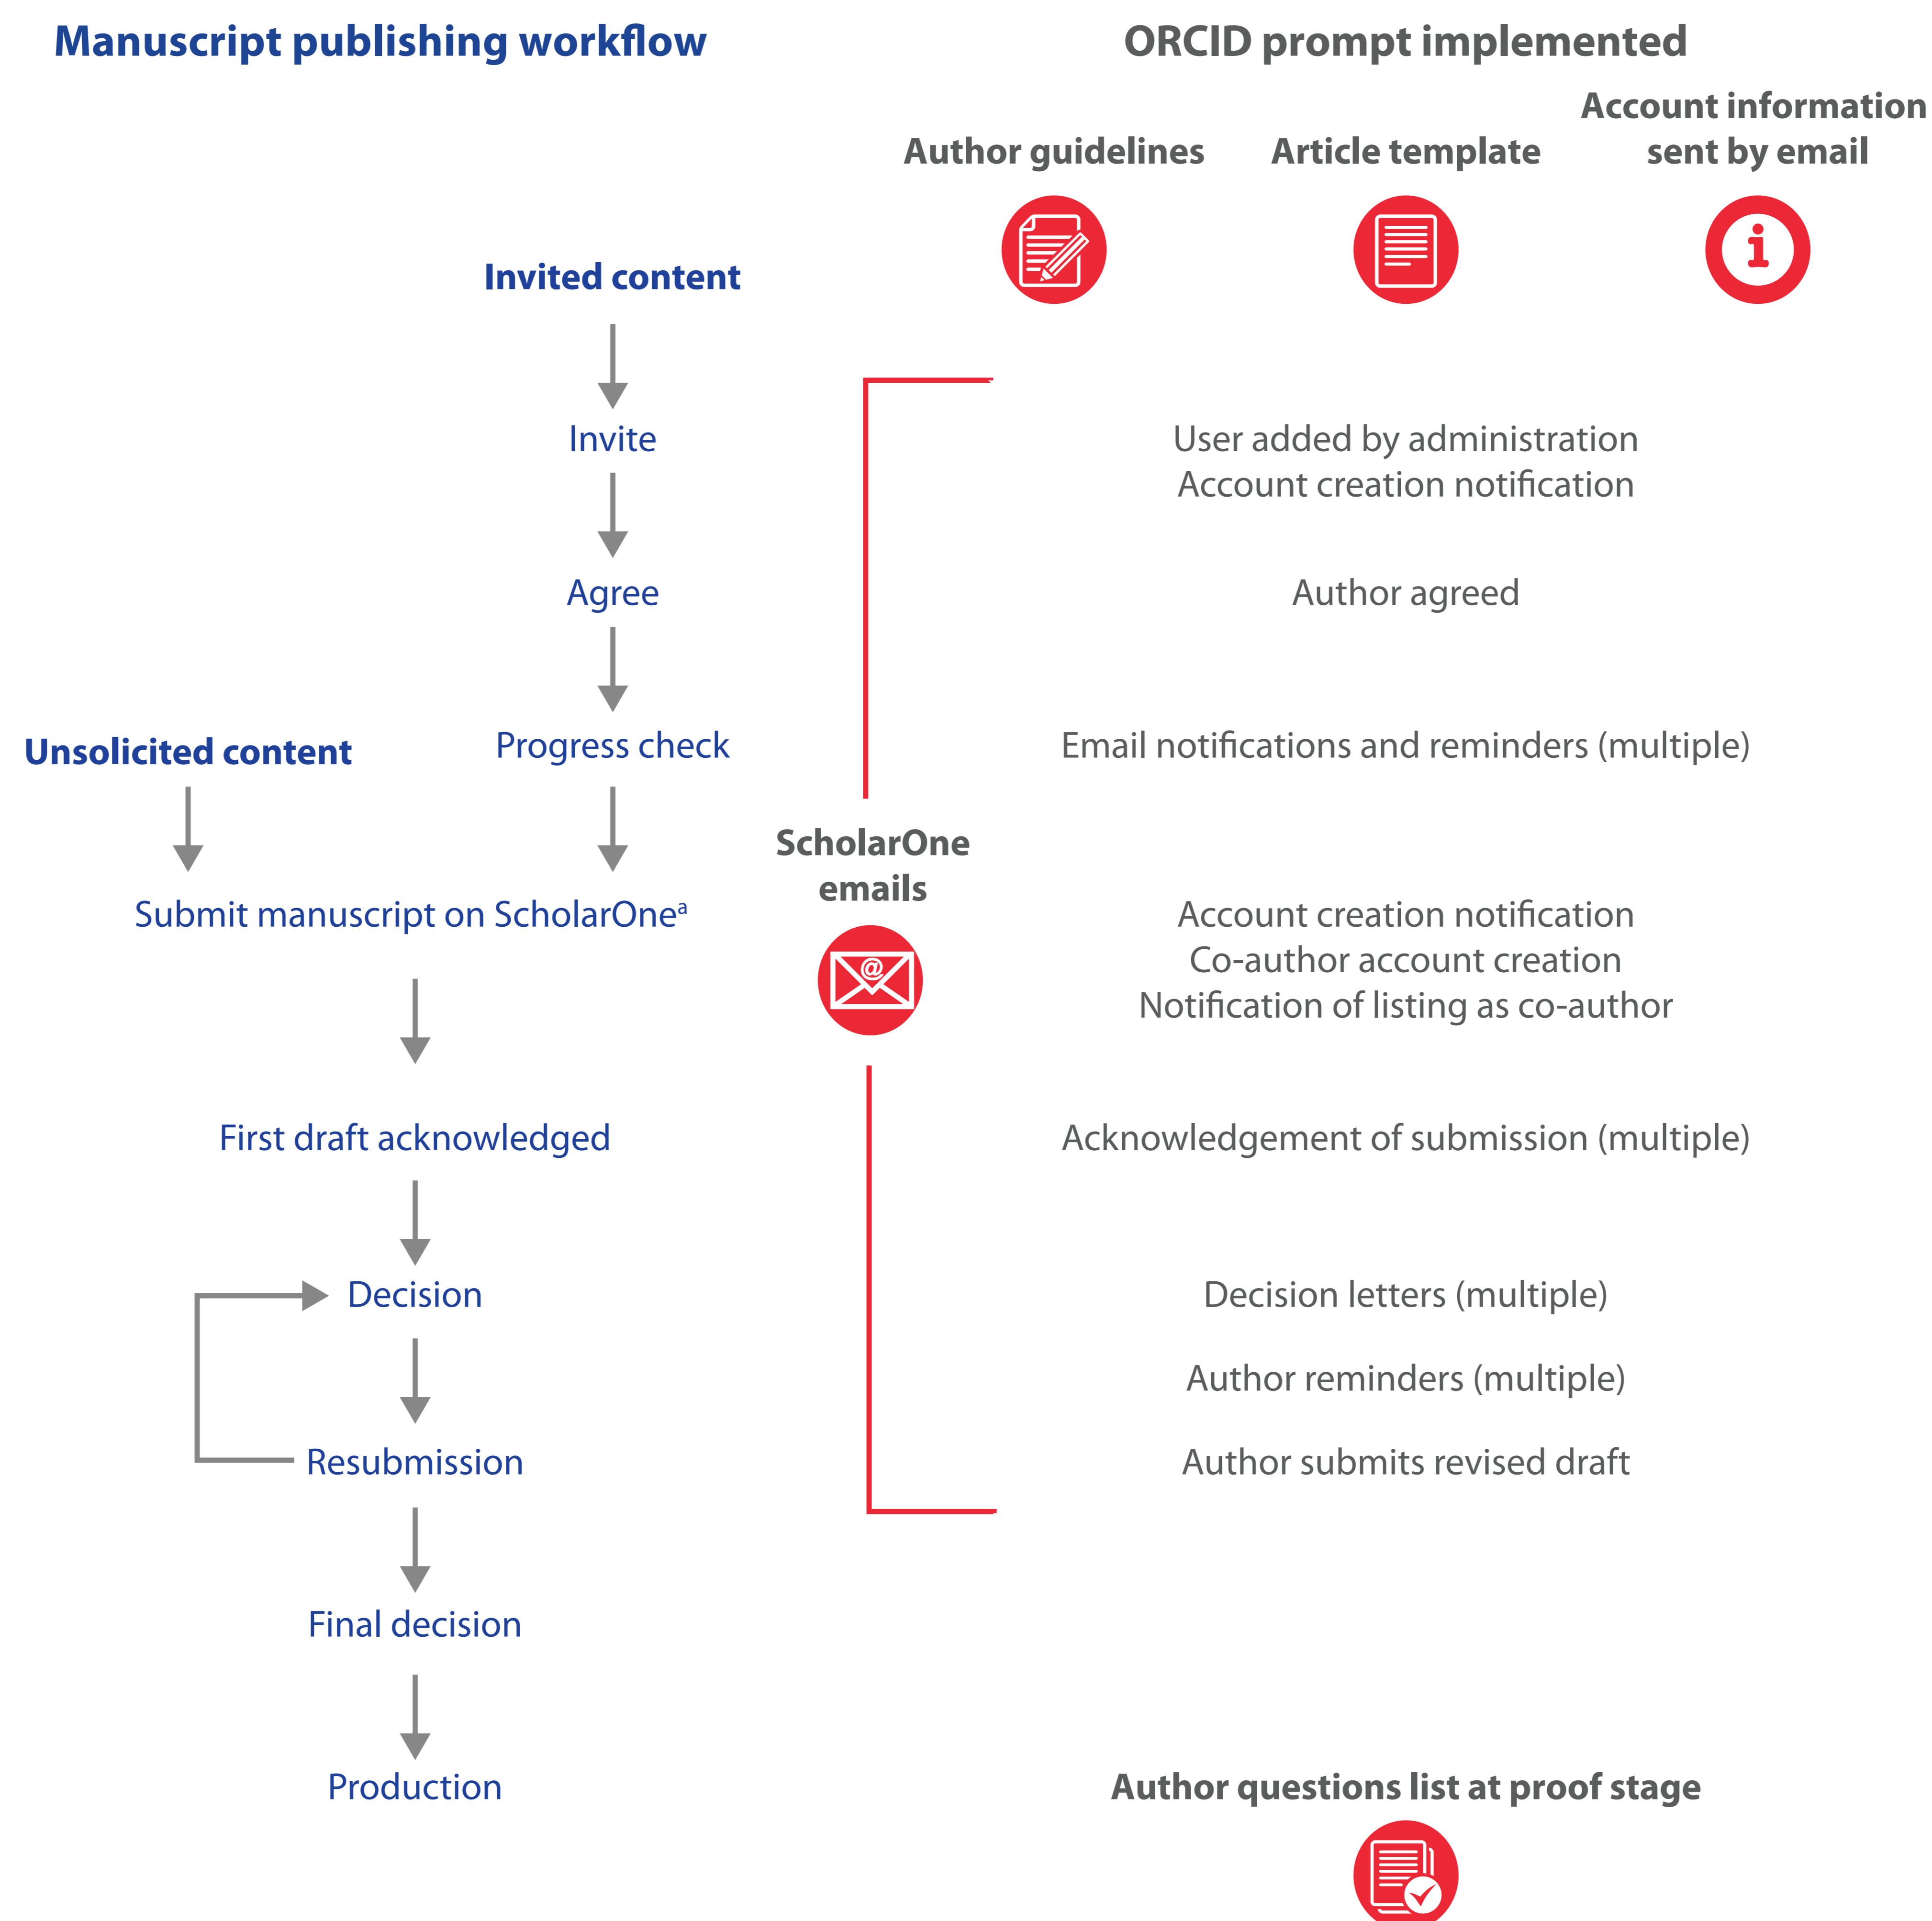 Manuscript publishing workflow
ORCID prompt implemented
Author guidelines
Article template
Account information
sent by email
i
Invited content
Invite
User added by administration
Account creation notification
Agree
Author agreed
Unsolicited content
Progress check
Email notifications and reminders (multiple)
ScholarOne
emails
@
Submit manuscript on ScholarOneᵃ
Account creation notification
Co-author account creation
Notification of listing as co-author
First draft acknowledged
Acknowledgement of submission (multiple)
Decision
Decision letters (multiple)
Author reminders (multiple)
Resubmission
Author submits revised draft
Final decision
Production
Author questions list at proof stage